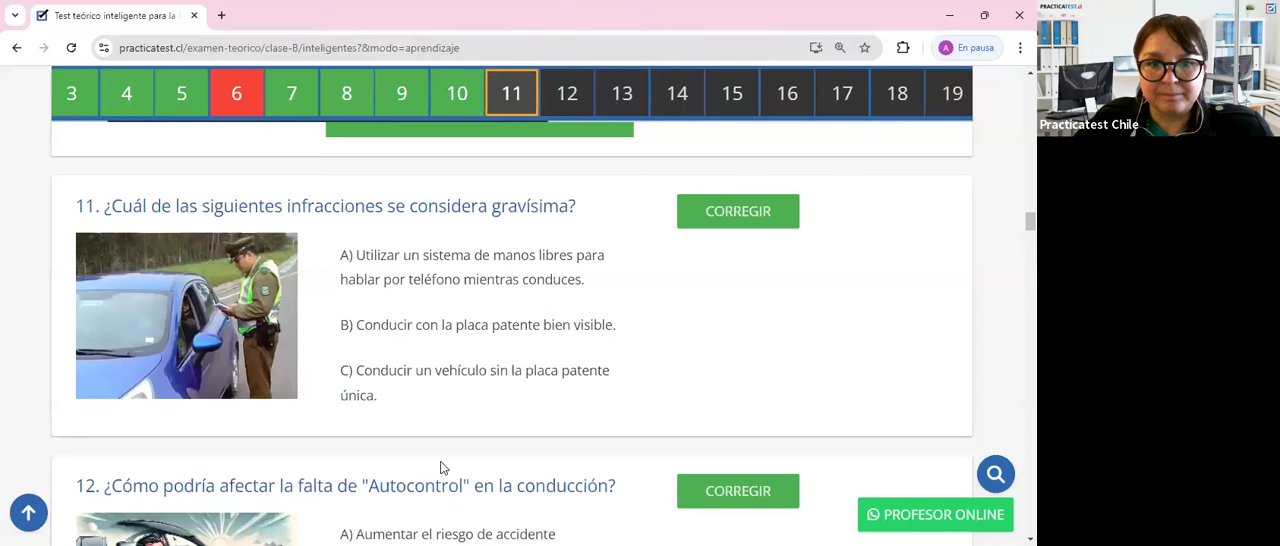 Test teórico inteligente para la
practicatest.cl/examen-teorico/clase-B/inteligentes?&modo=aprendizaje
A
En pausa
PRACTICATEST.cl
Practicatest Chile
3 4 5 6 7 8 9 10 11 12 13 14 15 16 17 18 19
11. ¿Cuál de las siguientes infracciones se considera gravísima?
CORREGIR
A) Utilizar un sistema de manos libres para
hablar por teléfono mientras conduces.
B) Conducir con la placa patente bien visible.
C) Conducir un vehículo sin la placa patente
única.
12. ¿Cómo podría afectar la falta de "Autocontrol" en la conducción?
CORREGIR
A) Aumentar el riesgo de accidente
PROFESOR ONLINE